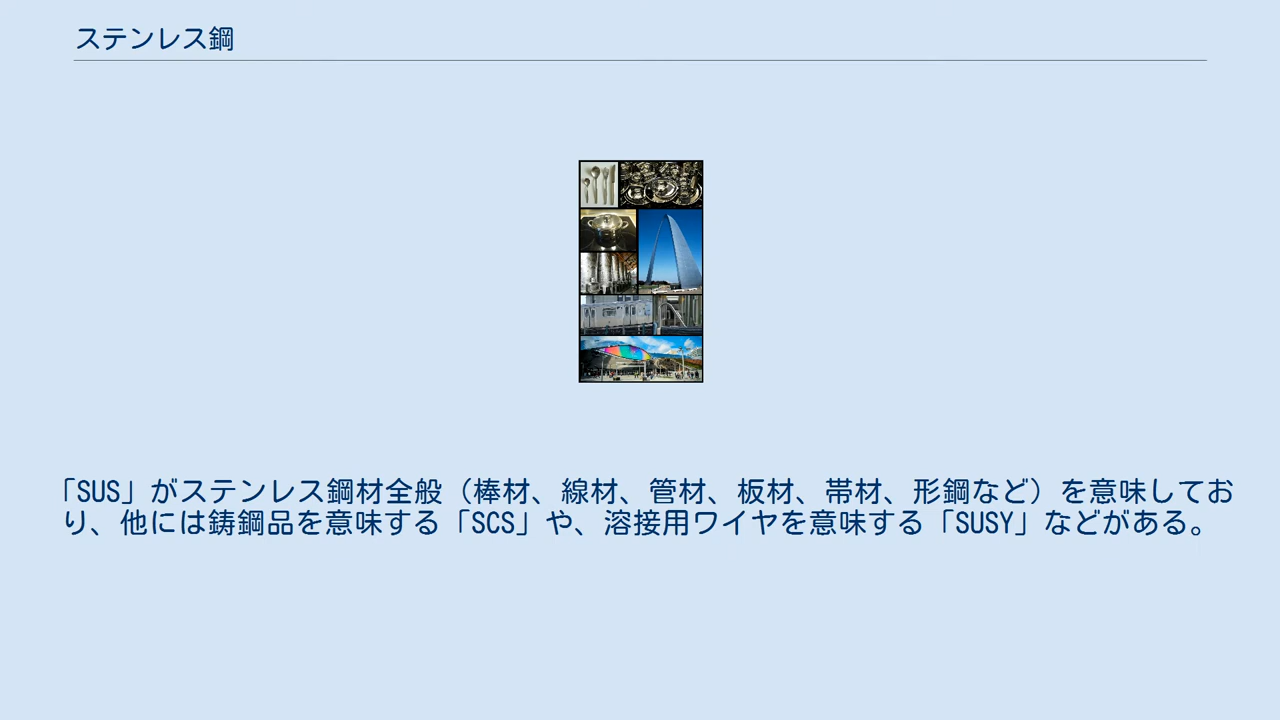 ステンレス鋼
「SUS」がステンレス鋼材全般（棒材、線材、管材、板材、帯材、形鋼など）を意味してお
り、他には鋳鋼品を意味する「SCS」や、溶接用ワイヤを意味する「SUSY」などがある。